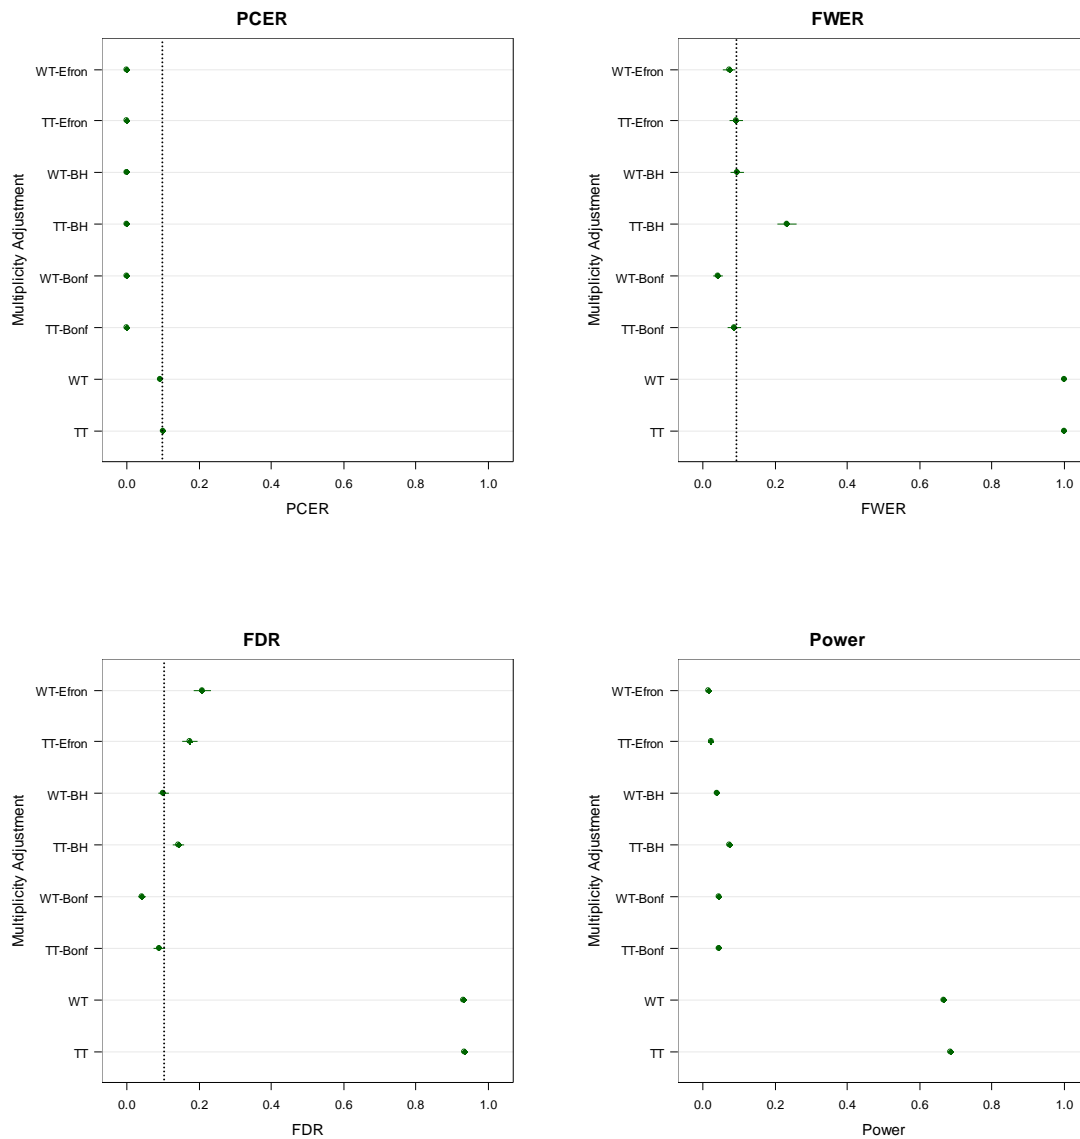 PCER
Multiplicity Adjustment
WT-Efron
TT-Efron
WT-BH
TT-BH
WT-Bonf
TT-Bonf
WT
TT
0.0 0.2 0.4 0.6 0.8 1.0
PCER
FWER
Multiplicity Adjustment
WT-Efron
TT-Efron
WT-BH
TT-BH
WT-Bonf
TT-Bonf
WT
TT
0.0 0.2 0.4 0.6 0.8 1.0
FWER
FDR
Multiplicity Adjustment
WT-Efron
TT-Efron
WT-BH
TT-BH
WT-Bonf
TT-Bonf
WT
TT
0.0 0.2 0.4 0.6 0.8 1.0
FDR
Power
Multiplicity Adjustment
WT-Efron
TT-Efron
WT-BH
TT-BH
WT-Bonf
TT-Bonf
WT
TT
0.0 0.2 0.4 0.6 0.8 1.0
Power